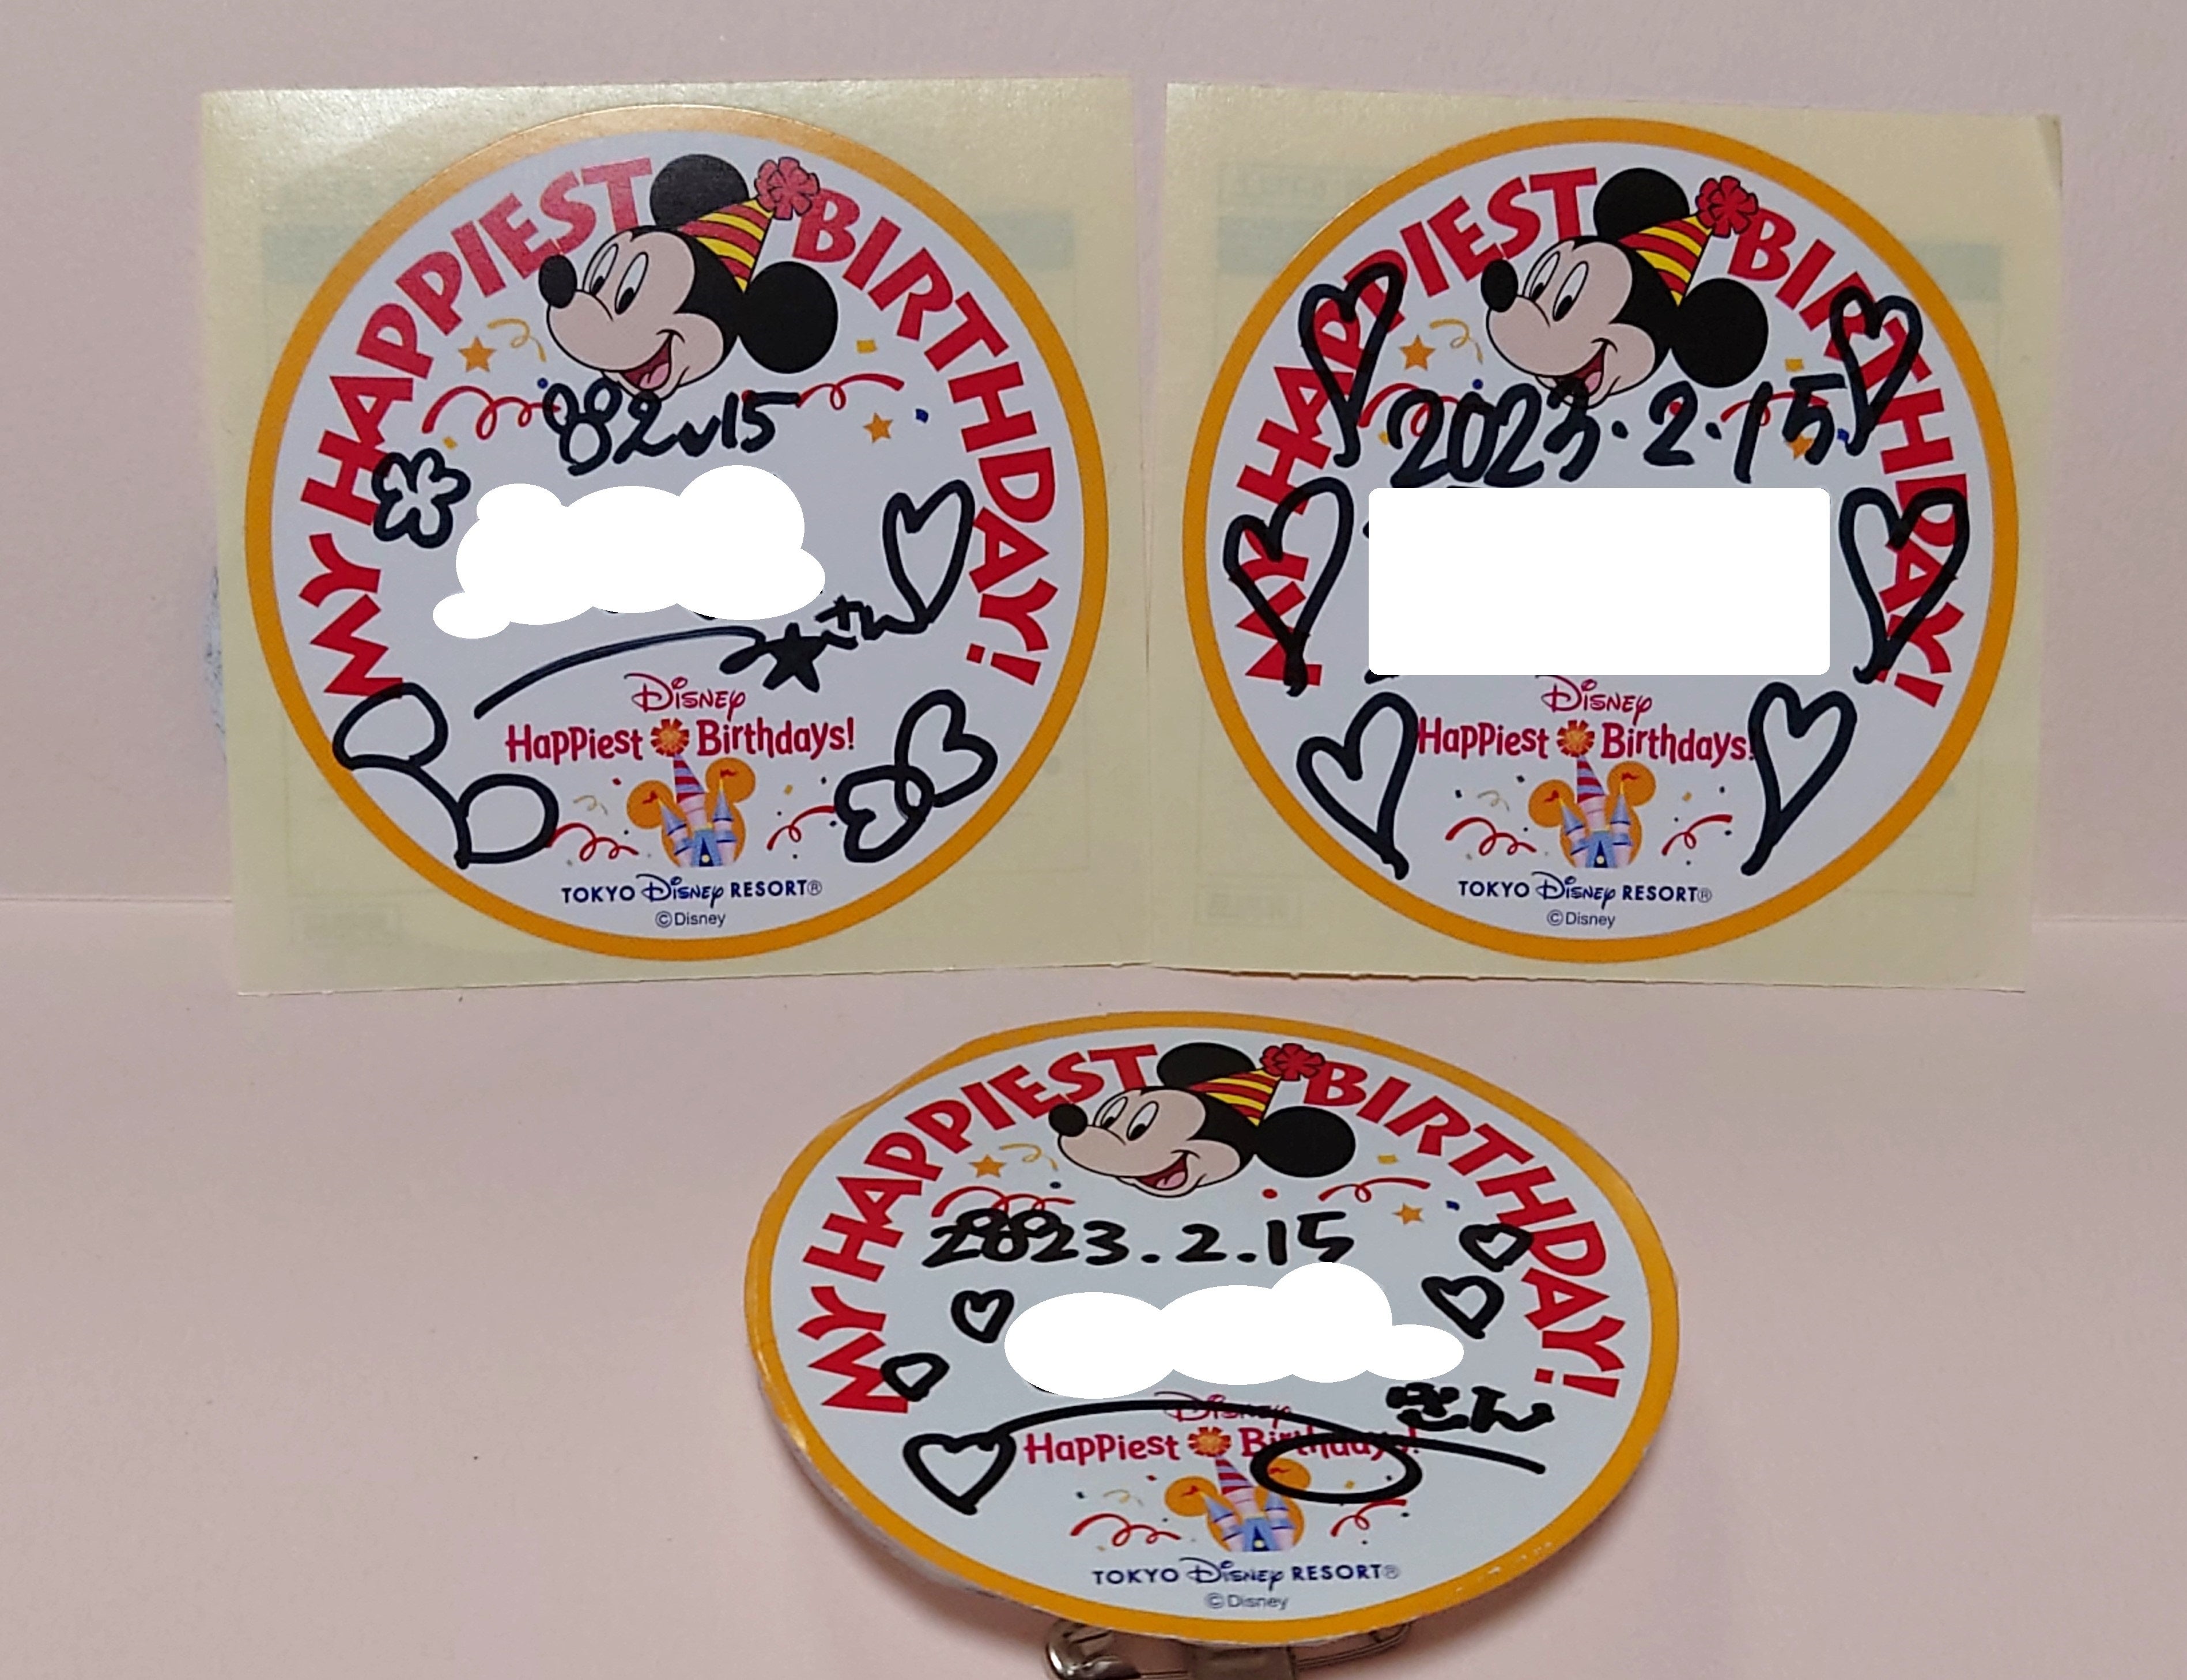 MY HAPPIEST BIRTHDAY!
2.15
さん
Disney
Happiest Birthdays!
TOKYO Disney RESORT®
©Disney
MY HAPPIEST BIRTHDAY!
2023.2.15
Disney
Happiest Birthdays!
TOKYO Disney RESORT®
©Disney
MY HAPPIEST BIRTHDAY!
2023.2.15
さん
Disney
Happiest Birthdays!
TOKYO Disney RESORT®
©Disney